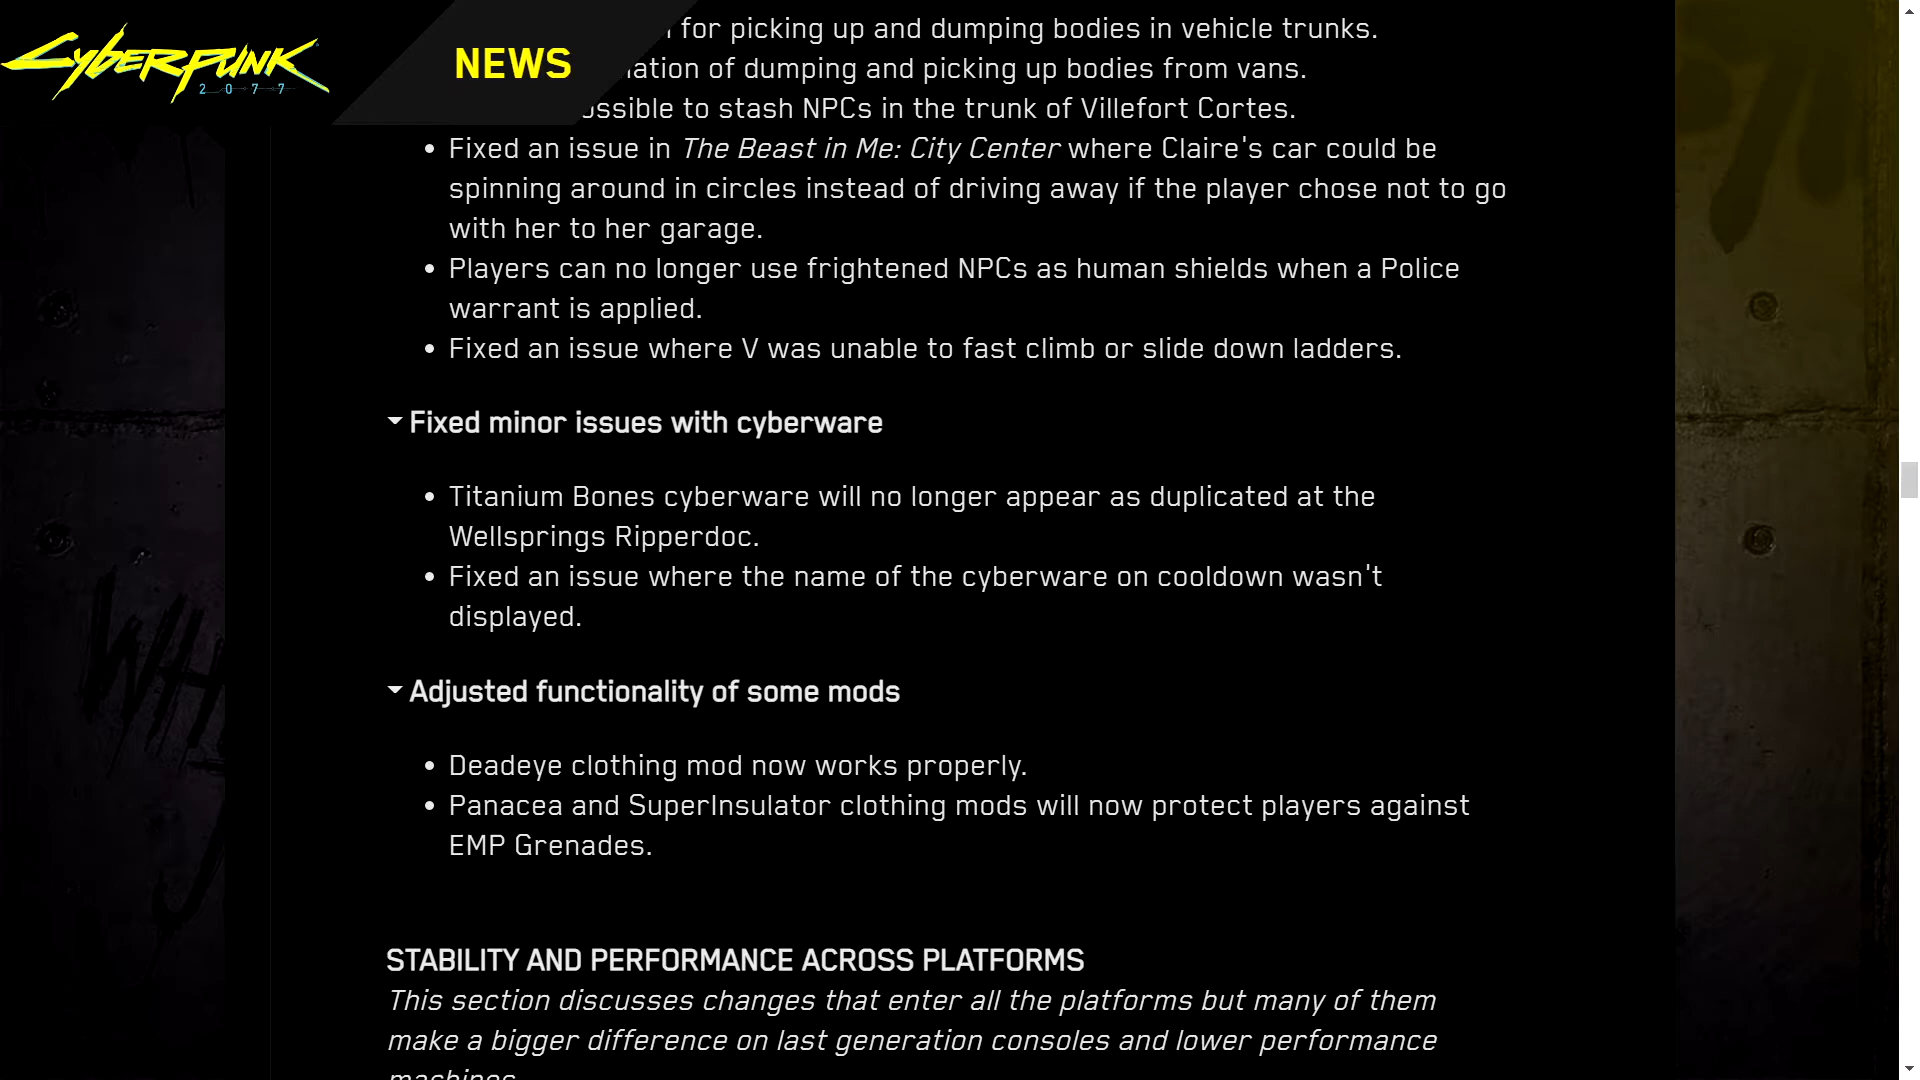 CYBERPUNK
2077
NEWS
for picking up and dumping bodies in vehicle trunks.
of dumping and picking up bodies from vans.
to stash NPCs in the trunk of Villefort Cortes.
• Fixed an issue in The Beast in Me: City Center where Claire's car could be
spinning around in circles instead of driving away if the player chose not to go
with her to her garage.
• Players can no longer use frightened NPCs as human shields when a Police
warrant is applied.
• Fixed an issue where V was unable to fast climb or slide down ladders.
Fixed minor issues with cyberware
• Titanium Bones cyberware will no longer appear as duplicated at the
Wellsprings Ripperdoc.
• Fixed an issue where the name of the cyberware on cooldown wasn't
displayed.
Adjusted functionality of some mods
• Deadeye clothing mod now works properly.
• Panacea and SuperInsulator clothing mods will now protect players against
EMP Grenades.
STABILITY AND PERFORMANCE ACROSS PLATFORMS
This section discusses changes that enter all the platforms but many of them
make a bigger difference on last generation consoles and lower performance